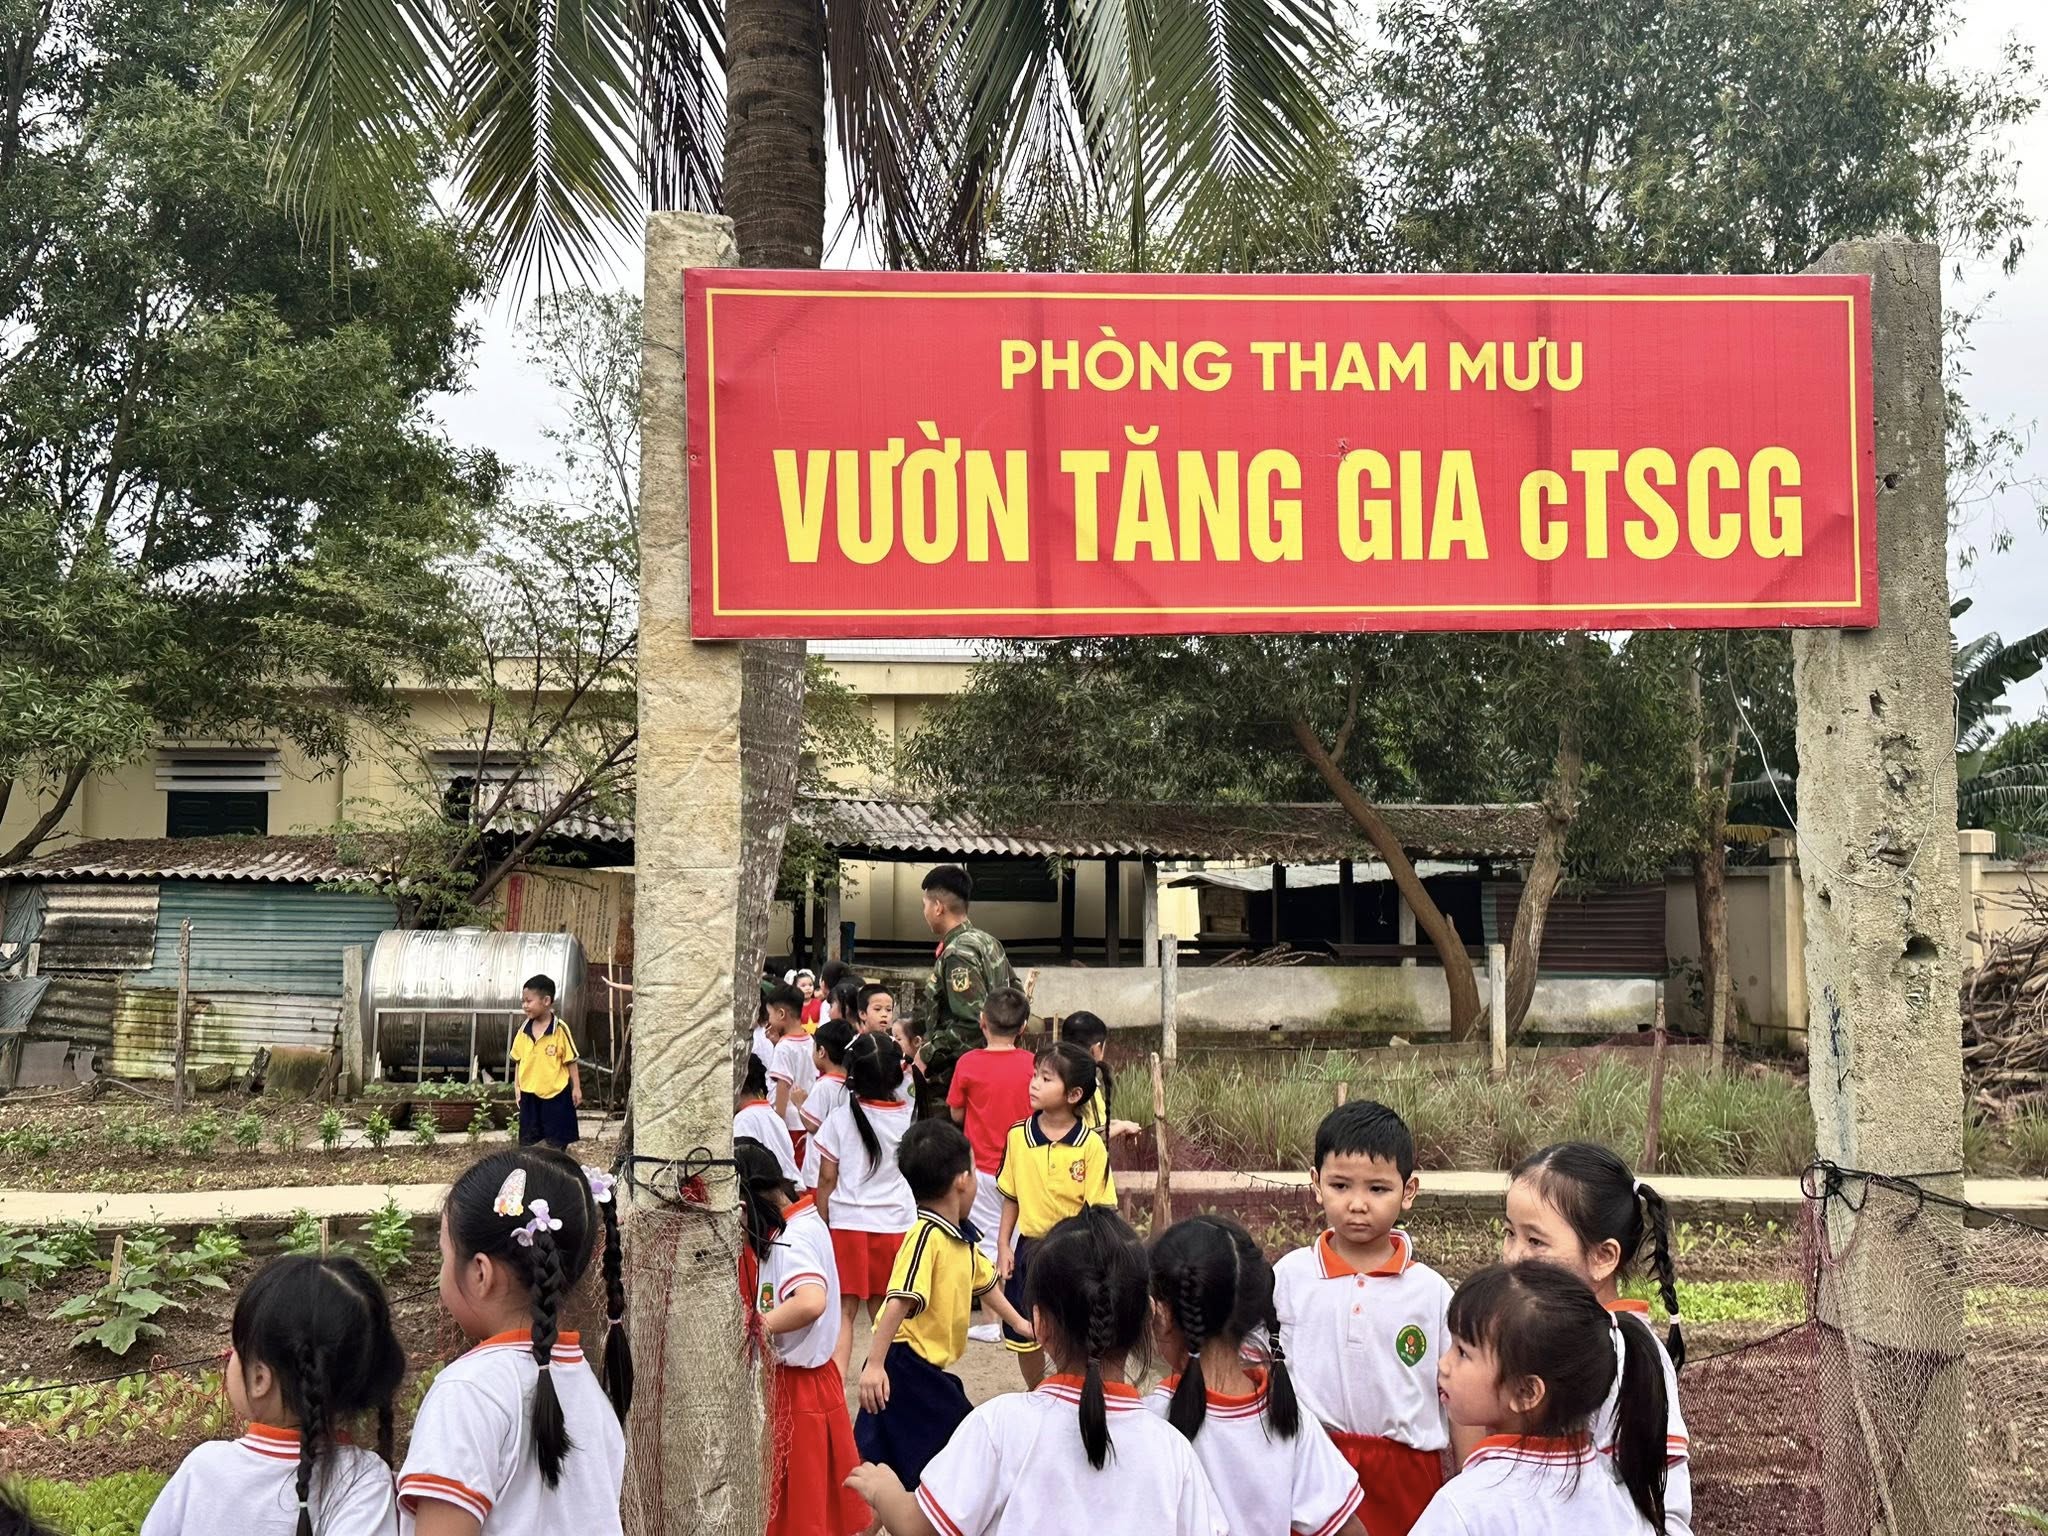 PHÒNG THAM MƯU
VƯỜN TĂNG GIA cTSCG